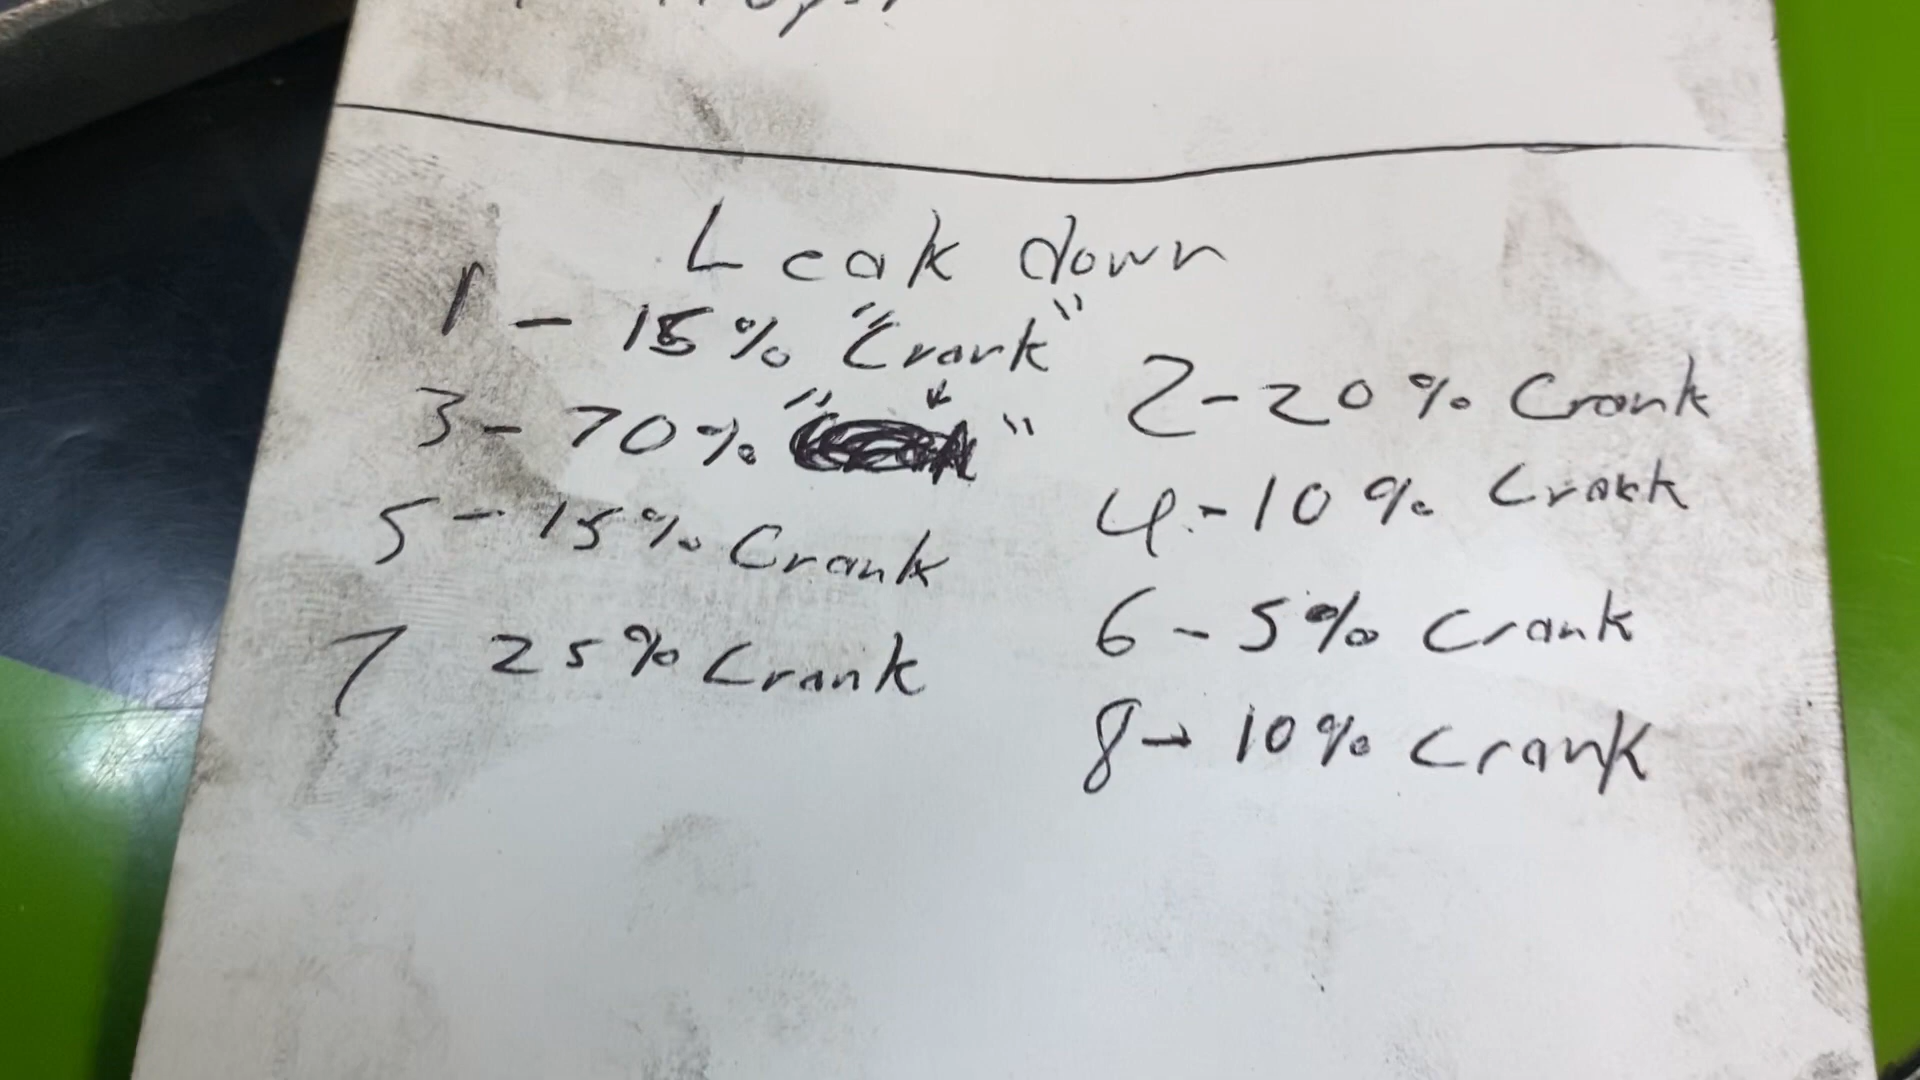 Leak down
1 - 15% "Crank"
2 - 20% Crank
3 - 70% " "
4 - 10% Crank
5 - 15% Crank
6 - 5% Crank
7 25% Crank
8 - 10% Crank